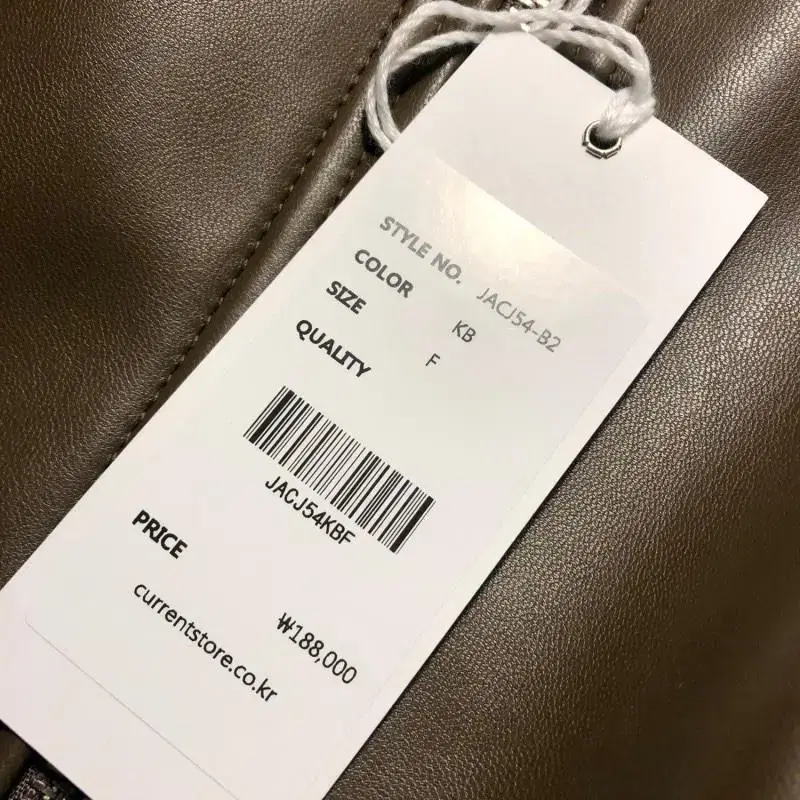 STYLE NO. JACJ54-B2
COLOR KB
SIZE F
QUALITY
JACJ54KBF
PRICE ₩188,000
currentstore.co.kr